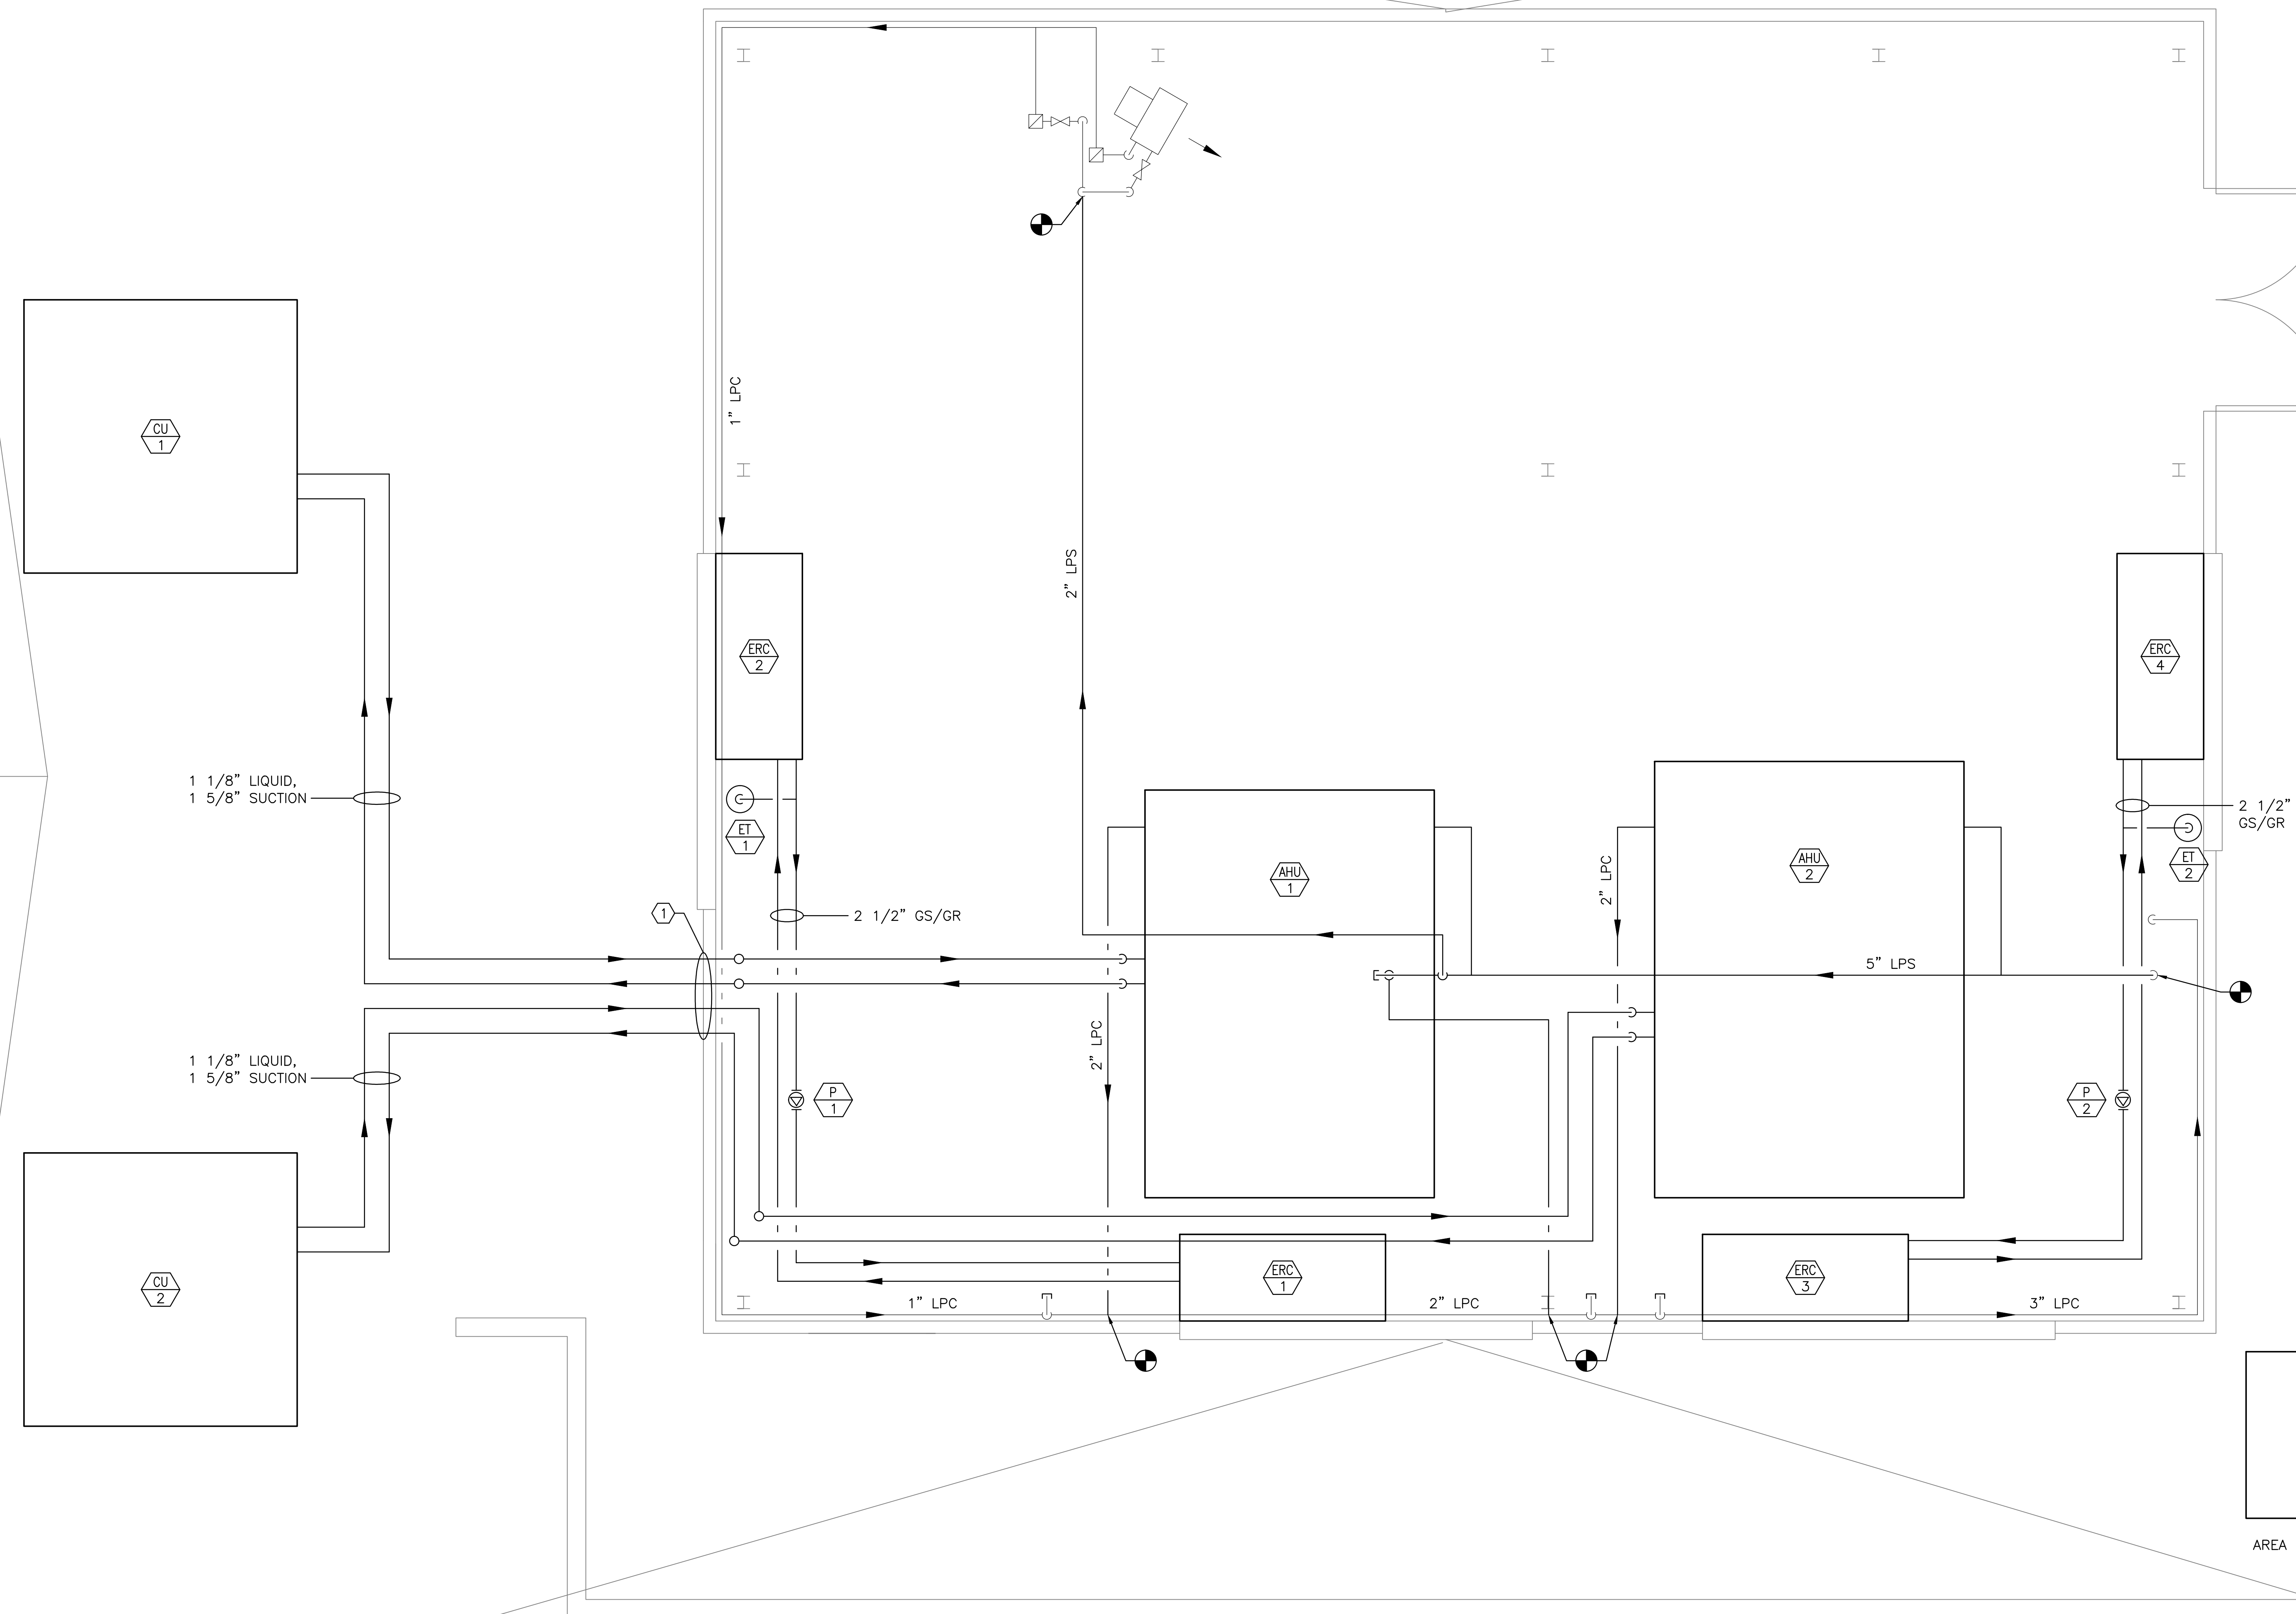 1" LPC
CU
1
2" LPS
ERC
2
ERC
4
1 1/8" LIQUID,
1 5/8" SUCTION
2 1/2"
GS/GR
ET
1
AHU
1
AHU
2
2" LPC
ET
2
1
2 1/2" GS/GR
5" LPS
2" LPC
1 1/8" LIQUID,
1 5/8" SUCTION
P
1
P
2
CU
2
ERC
1
ERC
3
1" LPC
2" LPC
3" LPC
AREA